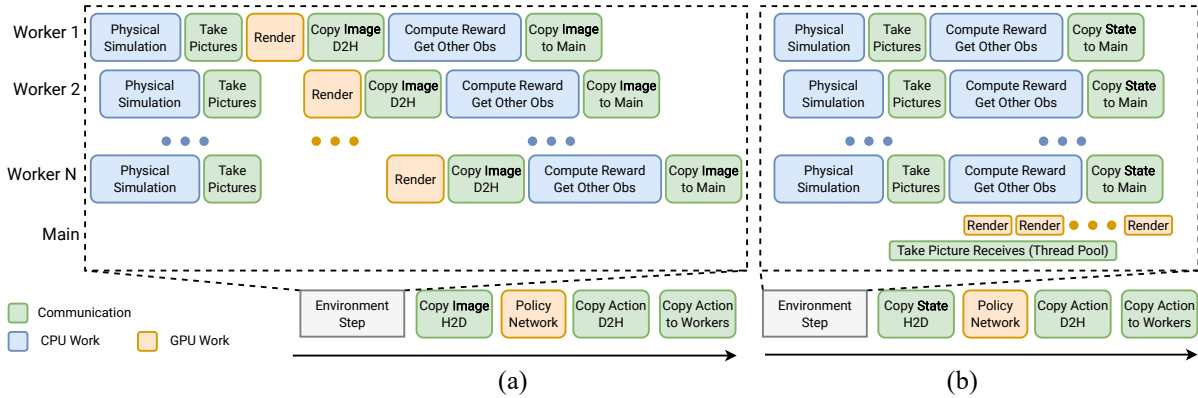 Worker 1
Physical
Simulation
Take
Pictures
Render
Copy Image
D2H
Compute Reward
Get Other Obs
Copy Image
to Main
Worker 2
Physical
Simulation
Take
Pictures
Render
Copy Image
D2H
Compute Reward
Get Other Obs
Copy Image
to Main
Worker N
Physical
Simulation
Take
Pictures
Render
Copy Image
D2H
Compute Reward
Get Other Obs
Copy Image
to Main
Main
Environment
Step
Copy Image
H2D
Policy
Network
Copy Action
D2H
Copy Action
to Workers
Communication
CPU Work
GPU Work
(a)
Physical
Simulation
Take
Pictures
Compute Reward
Get Other Obs
Copy State
to Main
Physical
Simulation
Take
Pictures
Compute Reward
Get Other Obs
Copy State
to Main
Physical
Simulation
Take
Pictures
Compute Reward
Get Other Obs
Copy State
to Main
Render
Render
Render
Take Picture Receives (Thread Pool)
Environment
Step
Copy State
H2D
Policy
Network
Copy Action
D2H
Copy Action
to Workers
(b)